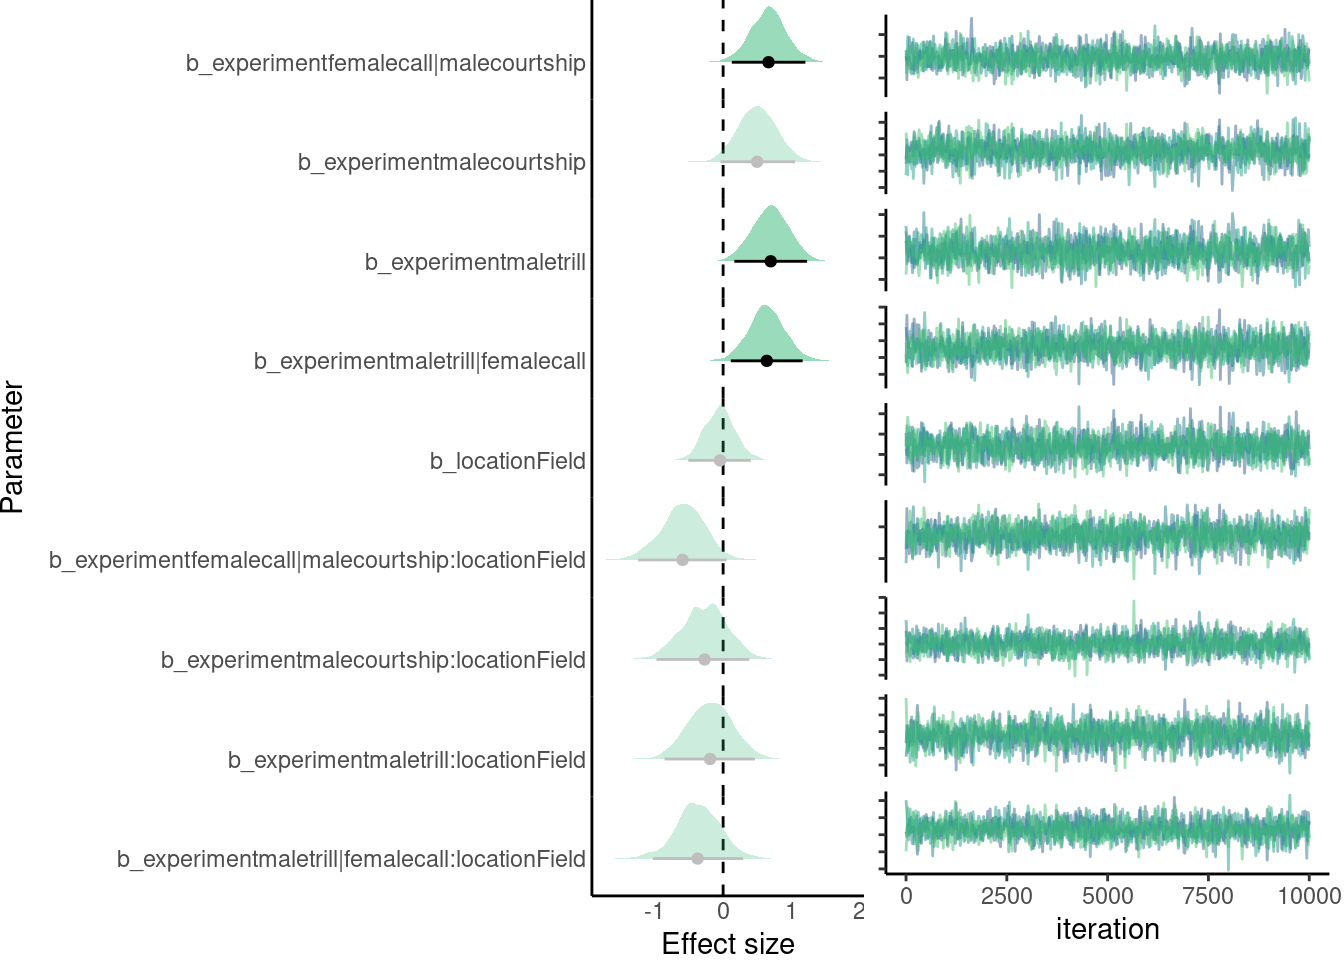 b_experimentfemalecall|malecourtship
b_experimentmalecourtship
b_experimentmaletrill
b_experimentmaletrill|femalecall
b_locationField
b_experimentfemalecall|malecourtship:locationField
b_experimentmalecourtship:locationField
b_experimentmaletrill:locationField
b_experimentmaletrill|femalecall:locationField
Parameter
-1 0 1 2
Effect size
0 2500 5000 7500 10000
iteration